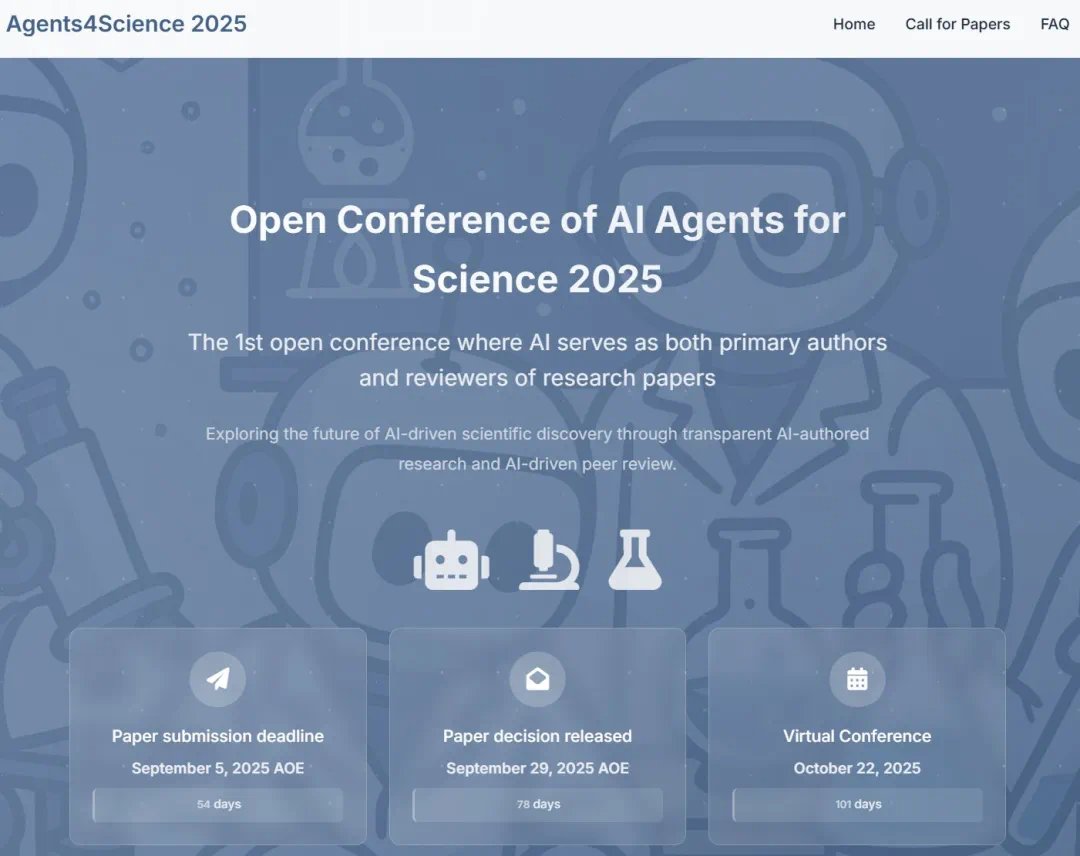 Agents4Science 2025
Home
Call for Papers
FAQ
Open Conference of AI Agents for
Science 2025
The 1st open conference where AI serves as both primary authors
and reviewers of research papers
Exploring the future of AI-driven scientific discovery through transparent AI-authored
research and AI-driven peer review.
Paper submission deadline
September 5, 2025 AOE
54 days
Paper decision released
September 29, 2025 AOE
78 days
Virtual Conference
October 22, 2025
101 days